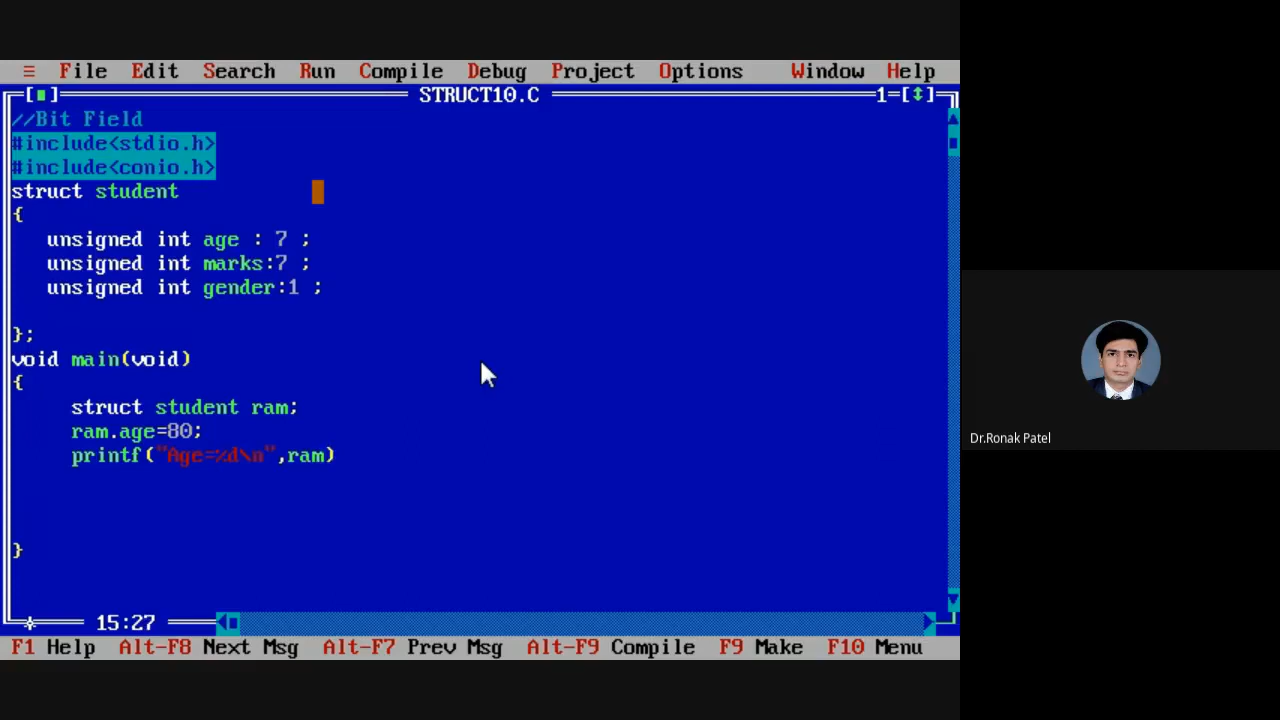 ≡ File Edit Search Run Compile Debug Project Options Window Help
[■] STRUCT10.C 1=[↕]
//Bit Field
#include<stdio.h>
#include<conio.h>
struct student
{
unsigned int age : 7 ;
unsigned int marks:7 ;
unsigned int gender:1 ;
};
void main(void)
{
struct student ram;
ram.age=80;
printf("Age=%d\n",ram)
}
15:27
F1 Help Alt-F8 Next Msg Alt-F7 Prev Msg Alt-F9 Compile F9 Make F10 Menu
Dr.Ronak Patel